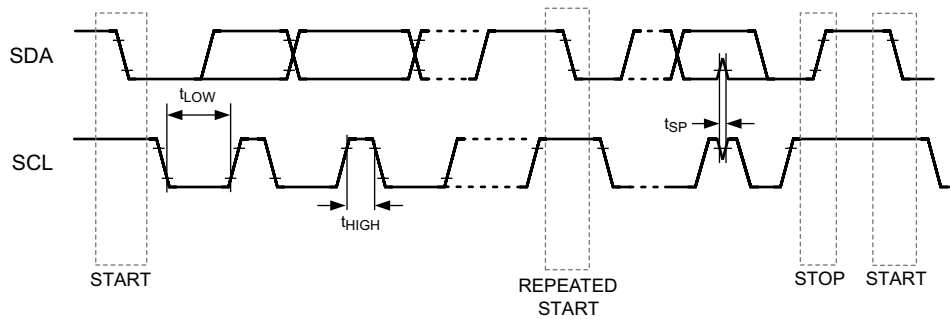 SDA
tLOW
tSP
SCL
tHIGH
START
REPEATED
START
STOP
START